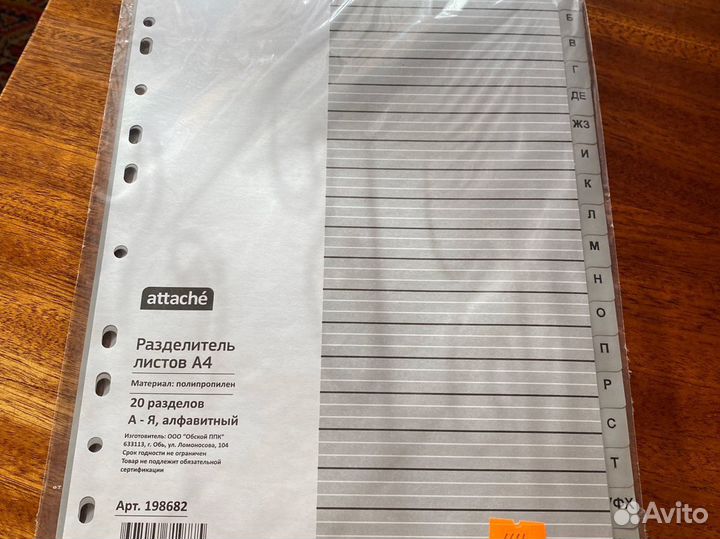 Б
В
Г
ДЕ
ЖЗ
И
К
Л
М
Н
О
П
Р
С
Т
УФХ
attaché
Разделитель
листов А4
Материал: полипропилен
20 разделов
А - Я, алфавитный
Изготовитель: ООО "Обской ППК"
633113, г. Обь, ул. Ломоносова, 104
Срок годности не ограничен
Товар не подлежит обязательной
сертификации
Арт. 198682
Avito